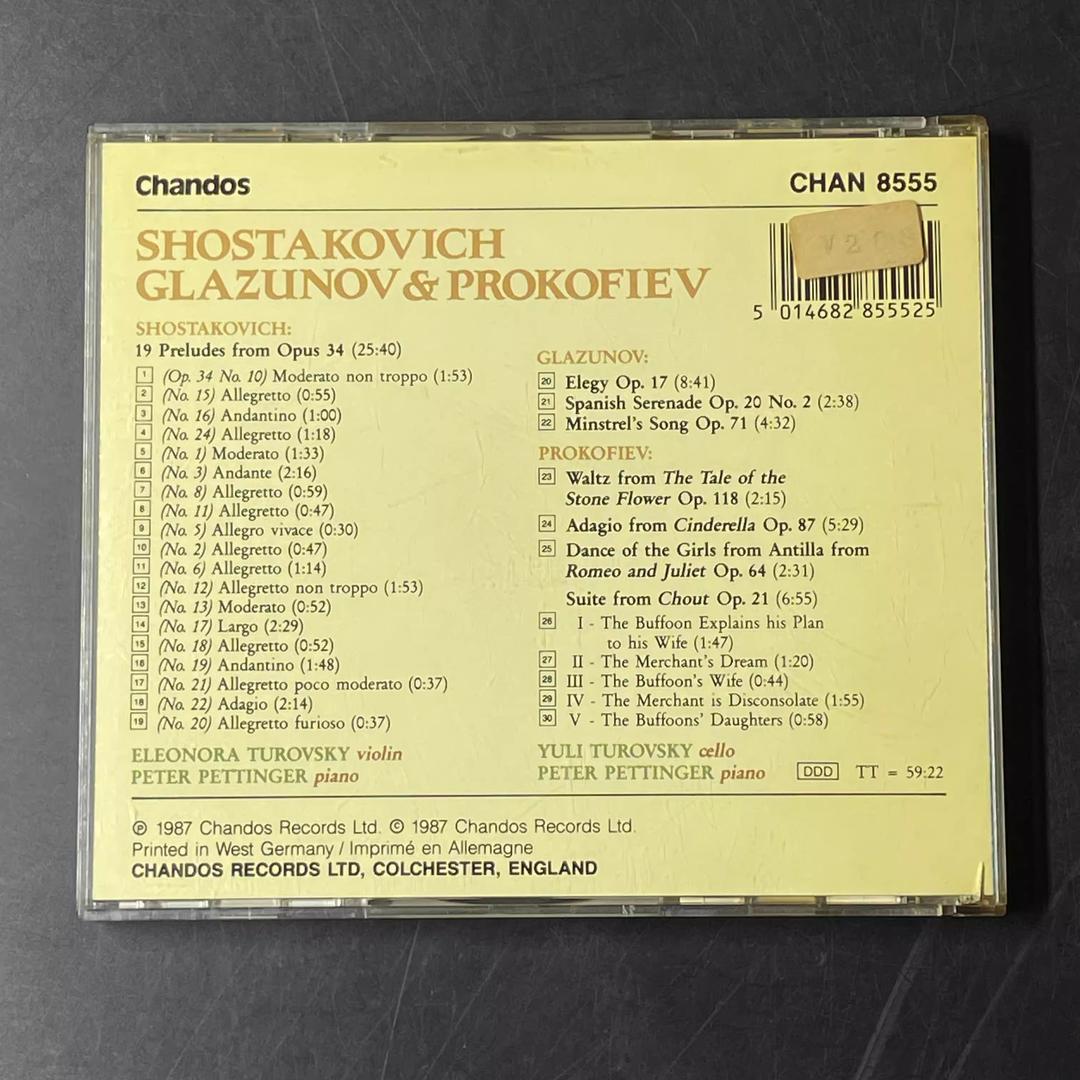 Chandos
CHAN 8555
SHOSTAKOVICH
GLAZUNOV & PROKOFIEV
5 014682 855525
SHOSTAKOVICH:
19 Preludes from Opus 34 (25:40)
1 (Op. 34 No. 10) Moderato non troppo (1:53)
2 (No. 15) Allegretto (0:55)
3 (No. 16) Andantino (1:00)
4 (No. 24) Allegretto (1:18)
5 (No. 1) Moderato (1:33)
6 (No. 3) Andante (2:16)
7 (No. 8) Allegretto (0:59)
8 (No. 11) Allegretto (0:47)
9 (No. 5) Allegro vivace (0:30)
10 (No. 2) Allegretto (0:47)
11 (No. 6) Allegretto (1:14)
12 (No. 12) Allegretto non troppo (1:53)
13 (No. 13) Moderato (0:52)
14 (No. 17) Largo (2:29)
15 (No. 18) Allegretto (0:52)
16 (No. 19) Andantino (1:48)
17 (No. 21) Allegretto poco moderato (0:37)
18 (No. 22) Adagio (2:14)
19 (No. 20) Allegretto furioso (0:37)
ELEONORA TUROVSKY violin
PETER PETTINGER piano
GLAZUNOV:
20 Elegy Op. 17 (8:41)
21 Spanish Serenade Op. 20 No. 2 (2:38)
22 Minstrel's Song Op. 71 (4:32)
PROKOFIEV:
23 Waltz from The Tale of the
Stone Flower Op. 118 (2:15)
24 Adagio from Cinderella Op. 87 (5:29)
25 Dance of the Girls from Antilla from
Romeo and Juliet Op. 64 (2:31)
Suite from Chout Op. 21 (6:55)
26 I - The Buffoon Explains his Plan
to his Wife (1:47)
27 II - The Merchant's Dream (1:20)
28 III - The Buffoon's Wife (0:44)
29 IV - The Merchant is Disconsolate (1:55)
30 V - The Buffoons' Daughters (0:58)
YULI TUROVSKY cello
PETER PETTINGER piano
DDD TT = 59:22
℗ 1987 Chandos Records Ltd. © 1987 Chandos Records Ltd.
Printed in West Germany / Imprimé en Allemagne
CHANDOS RECORDS LTD, COLCHESTER, ENGLAND